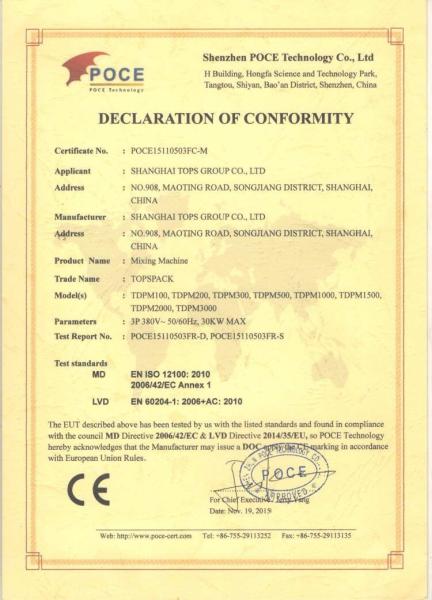 POCE
POCE Technology
Shenzhen POCE Technology Co., Ltd
H Building, Hongfa Science and Technology Park,
Tangtou, Shiyan, Bao'an District, Shenzhen, China
DECLARATION OF CONFORMITY
Certificate No. : POCE15110503FC-M
Applicant : SHANGHAI TOPS GROUP CO., LTD
Address : NO.908, MAOTING ROAD, SONGJIANG DISTRICT, SHANGHAI,
CHINA
Manufacturer : SHANGHAI TOPS GROUP CO., LTD
Address : NO.908, MAOTING ROAD, SONGJIANG DISTRICT, SHANGHAI,
CHINA
Product Name : Mixing Machine
Trade Name : TOPSPACK
Model(s) : TDPM100, TDPM200, TDPM300, TDPM500, TDPM1000, TDPM1500,
TDPM2000, TDPM3000
Parameters : 3P 380V~ 50/60Hz, 30KW MAX
Test Report No. : POCE15110503FR-D, POCE15110503FR-S
Test standards
MD EN ISO 12100: 2010
2006/42/EC Annex 1
LVD EN 60204-1: 2006+AC: 2010
The EUT described above has been tested by us with the listed standards and found in compliance
with the council MD Directive 2006/42/EC & LVD Directive 2014/35/EU, so POCE Technology
hereby acknowledges that the Manufacturer may issue a DOC and the CE marking in accordance
with European Union Rules.
CE
POCE
APPROVED
For Chief Executive: Yang
Date: Nov. 19, 2015
Web: http://www.poce-cert.com Tel: +86-755-29113252 Fax: +86-755-29113135